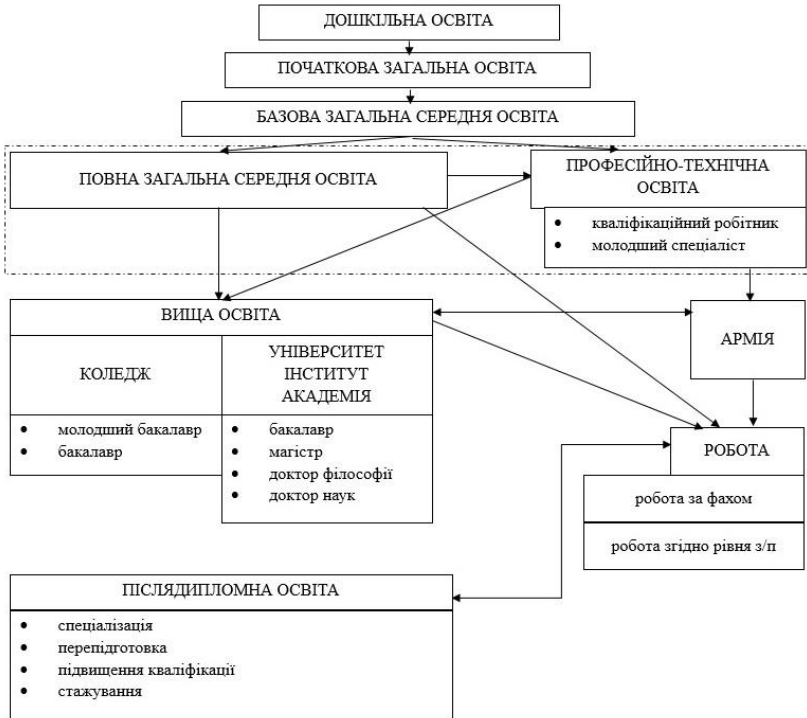 ДОШКІЛЬНА ОСВІТА
ПОЧАТКОВА ЗАГАЛЬНА ОСВІТА
БАЗОВА ЗАГАЛЬНА СЕРЕДНЯ ОСВІТА
ПОВНА ЗАГАЛЬНА СЕРЕДНЯ ОСВІТА
ПРОФЕСІЙНО-ТЕХНІЧНА
ОСВІТА
• кваліфікаційний робітник
• молодший спеціаліст
ВИЩА ОСВІТА
КОЛЕДЖ
• молодший бакалавр
• бакалавр
УНІВЕРСИТЕТ
ІНСТИТУТ
АКАДЕМІЯ
• бакалавр
• магістр
• доктор філософії
• доктор наук
АРМІЯ
РОБОТА
робота за фахом
робота згідно рівня з/п
ПІСЛЯДИПЛОМНА ОСВІТА
• спеціалізація
• перепідготовка
• підвищення кваліфікації
• стажування